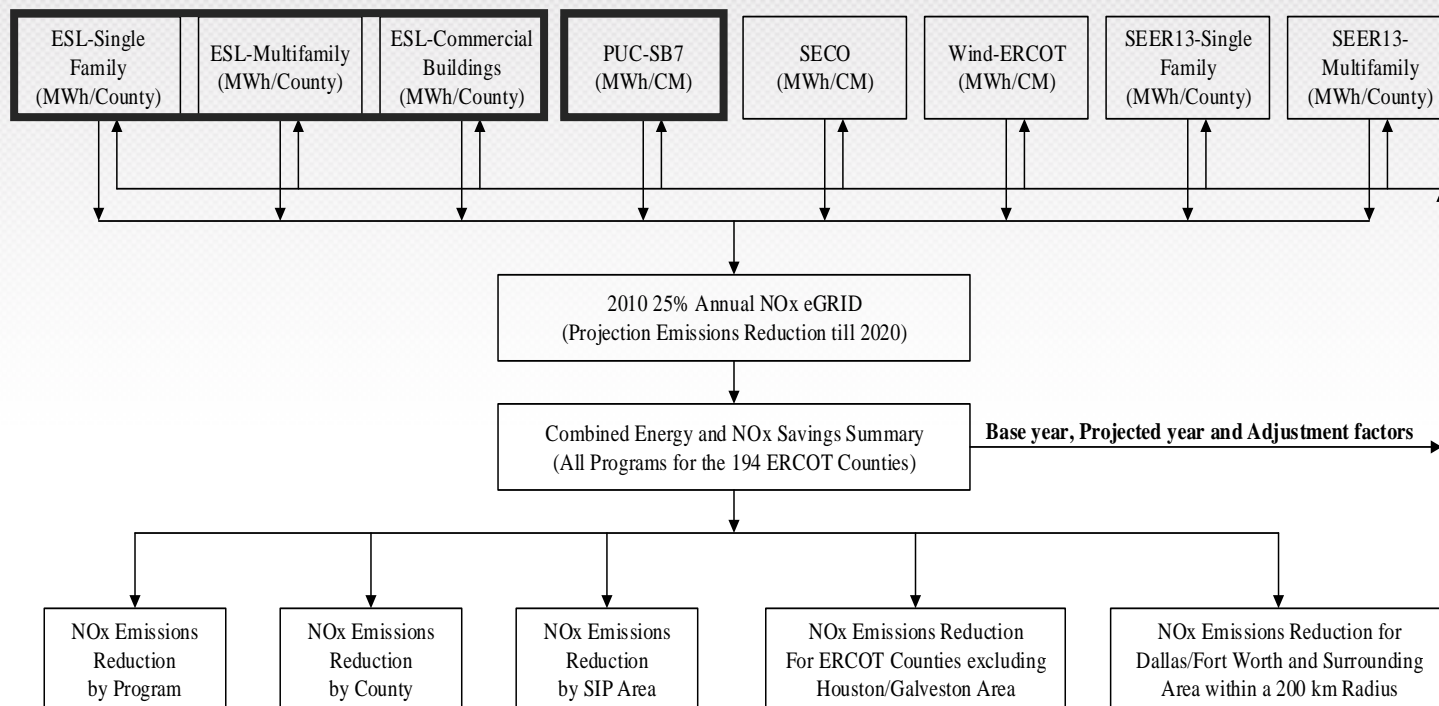 ESL-Single
Family
(MWh/County)
ESL-Multifamily
(MWh/County)
ESL-Commercial
Buildings
(MWh/County)
PUC-SB7
(MWh/CM)
SECO
(MWh/CM)
Wind-ERCOT
(MWh/CM)
SEER13-Single
Family
(MWh/County)
SEER13-
Multifamily
(MWh/County)
2010 25% Annual NOx eGRID
(Projection Emissions Reduction till 2020)
Combined Energy and NOx Savings Summary
(All Programs for the 194 ERCOT Counties)
Base year, Projected year and Adjustment factors
NOx Emissions
Reduction
by Program
NOx Emissions
Reduction
by County
NOx Emissions
Reduction
by SIP Area
NOx Emissions Reduction
For ERCOT Counties excluding
Houston/Galveston Area
NOx Emissions Reduction for
Dallas/Fort Worth and Surrounding
Area within a 200 km Radius